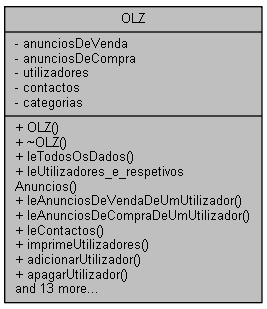 OLZ
- anunciosDeVenda
- anunciosDeCompra
- utilizadores
- contactos
- categorias
+ OLZ()
+ ~OLZ()
+ leTodosOsDados()
+ leUtilizadores_e_respetivos
Anuncios()
+ leAnunciosDeVendaDeUmUtilizador()
+ leAnunciosDeCompraDeUmUtilizador()
+ leContactos()
+ imprimeUtilizadores()
+ adicionarUtilizador()
+ apagarUtilizador()
and 13 more...